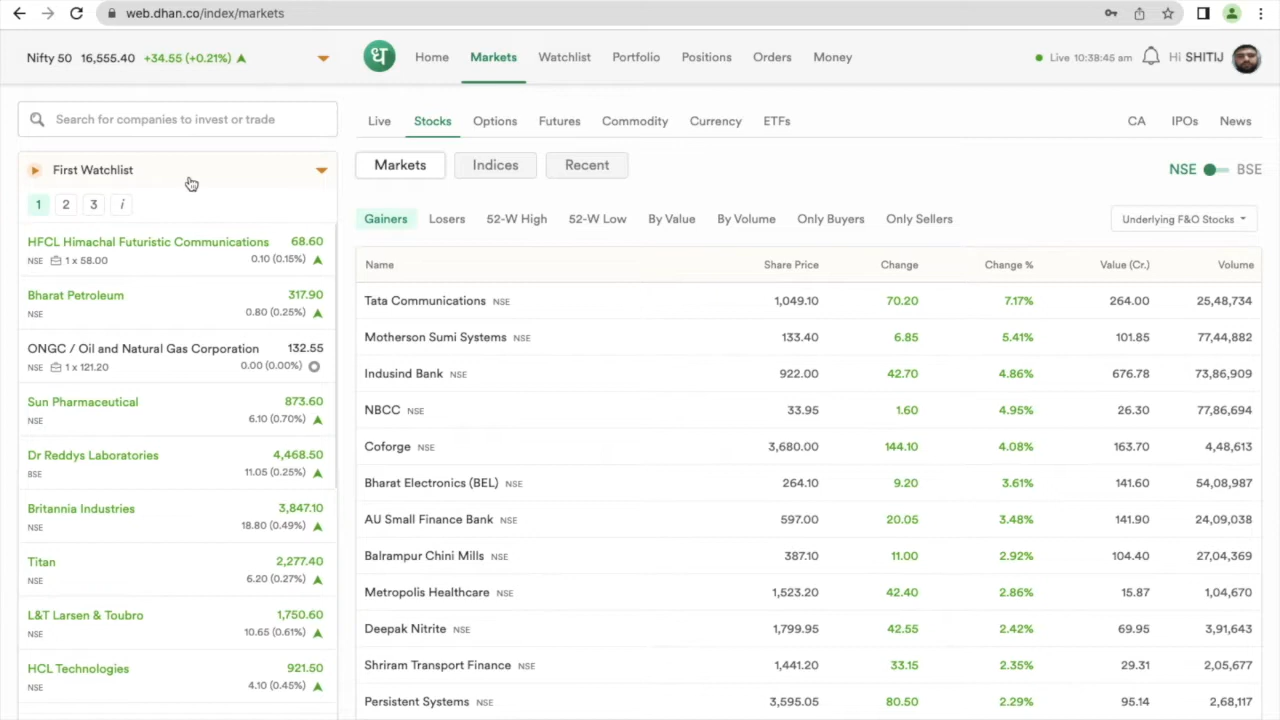 web.dhan.co/index/markets
Nifty 50 16,555.40 +34.55 (+0.21%)
ध Home Markets Watchlist Portfolio Positions Orders Money
Live 10:38:45 am Hi SHITIJ
Search for companies to invest or trade
First Watchlist
1 2 3 i
HFCL Himachal Futuristic Communications 68.60
NSE 1 x 58.00 0.10 (0.15%)
Bharat Petroleum 317.90
NSE 0.80 (0.25%)
ONGC / Oil and Natural Gas Corporation 132.55
NSE 1 x 121.20 0.00 (0.00%)
Sun Pharmaceutical 873.60
NSE 6.10 (0.70%)
Dr Reddys Laboratories 4,468.50
BSE 11.05 (0.25%)
Britannia Industries 3,847.10
NSE 18.80 (0.49%)
Titan 2,277.40
NSE 6.20 (0.27%)
L&T Larsen & Toubro 1,750.60
NSE 10.65 (0.61%)
HCL Technologies 921.50
NSE 4.10 (0.45%)
Live Stocks Options Futures Commodity Currency ETFs CA IPOs News
Markets Indices Recent NSE BSE
Gainers Losers 52-W High 52-W Low By Value By Volume Only Buyers Only Sellers Underlying F&O Stocks
Name Share Price Change Change % Value (Cr.) Volume
Tata Communications NSE 1,049.10 70.20 7.17% 264.00 25,48,734
Motherson Sumi Systems NSE 133.40 6.85 5.41% 101.85 77,44,882
Indusind Bank NSE 922.00 42.70 4.86% 676.78 73,86,909
NBCC NSE 33.95 1.60 4.95% 26.30 77,86,694
Coforge NSE 3,680.00 144.10 4.08% 163.70 4,48,613
Bharat Electronics (BEL) NSE 264.10 9.20 3.61% 141.60 54,08,987
AU Small Finance Bank NSE 597.00 20.05 3.48% 141.90 24,09,038
Balrampur Chini Mills NSE 387.10 11.00 2.92% 104.40 27,04,369
Metropolis Healthcare NSE 1,523.20 42.40 2.86% 15.87 1,04,670
Deepak Nitrite NSE 1,799.95 42.55 2.42% 69.95 3,91,643
Shriram Transport Finance NSE 1,441.20 33.15 2.35% 29.31 2,05,677
Persistent Systems NSE 3,595.05 80.50 2.29% 95.14 2,68,117